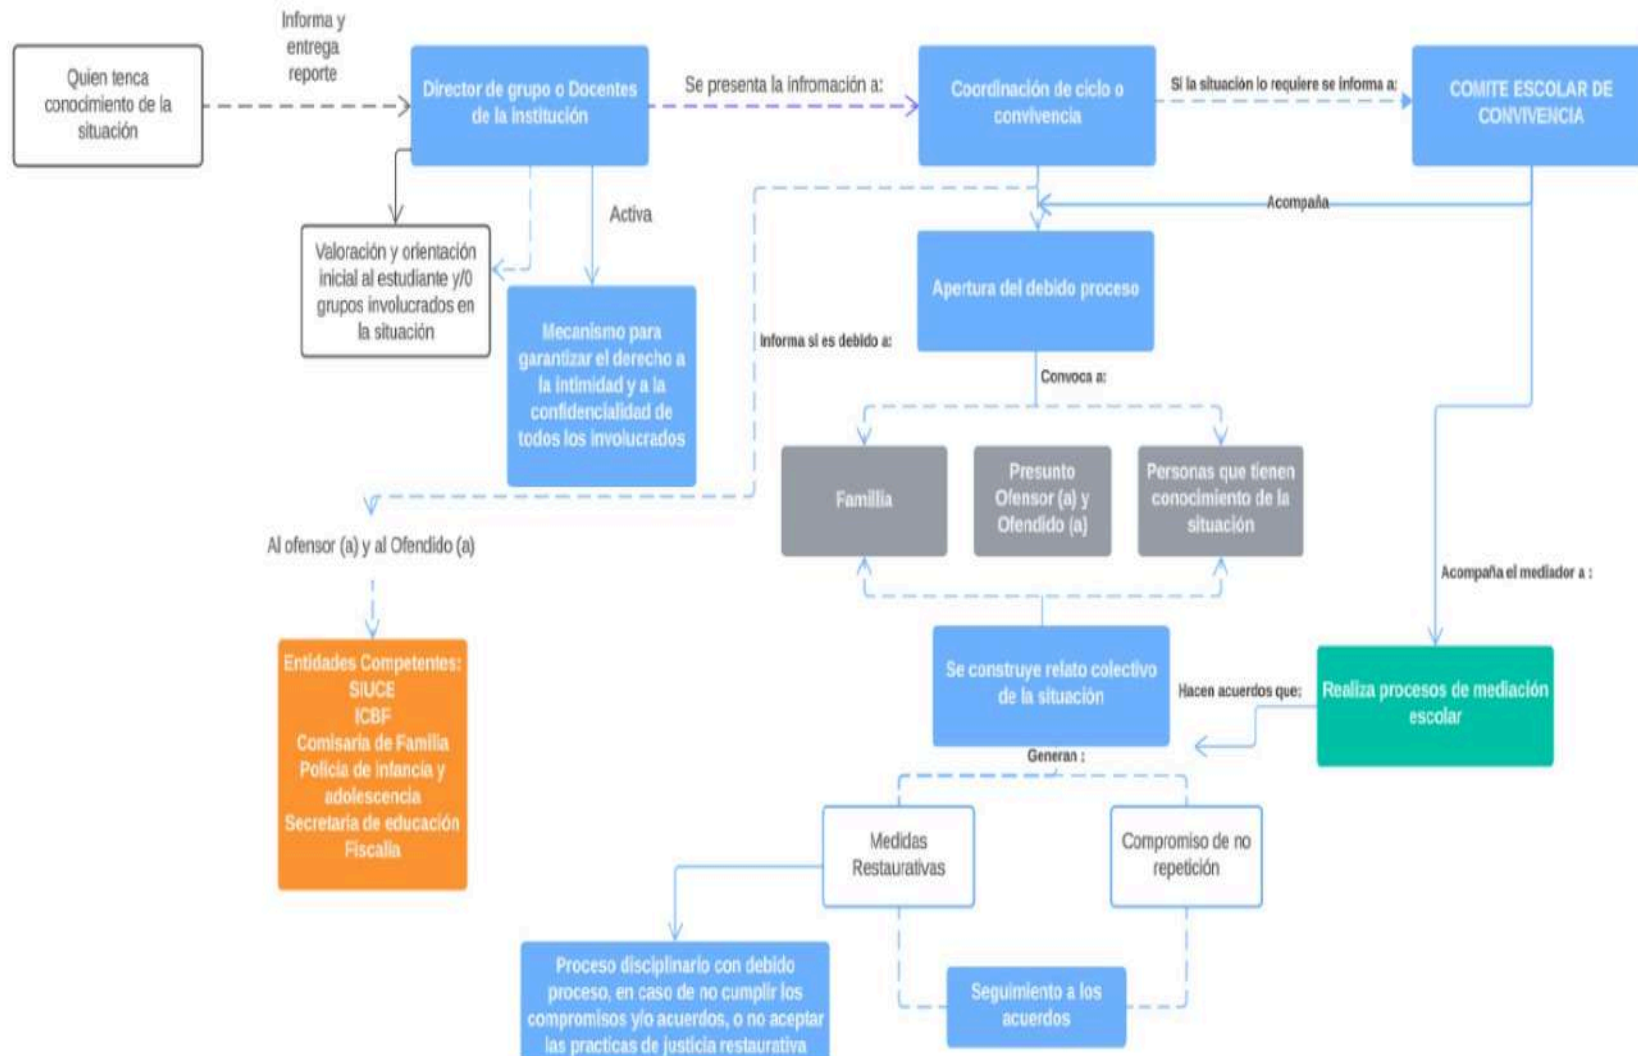 Informa y
entrega
reporte
Quien tenca
conocimiento de la
situación
Director de grupo o Docentes
de la institución
Se presenta la infromación a:
Coordinación de ciclo o
convivencia
Si la situación lo requiere se informa a:
COMITE ESCOLAR DE
CONVIVENCIA
Activa
Acompaña
Valoración y orientación
inicial al estudiante y/0
grupos involucrados en
la situación
Apertura del debido proceso
Mecanismo para
garantizar el derecho a
la intimidad y a la
confidencialidad de
todos los involucrados
Informa si es debido a:
Convoca a:
Famillia
Presunto
Ofensor (a) y
Ofendido (a)
Personas que tienen
conocimiento de la
situación
Al ofensor (a) y al Ofendido (a)
Acompaña el mediador a :
Entidades Competentes:
SIUCE
ICBF
Comisaria de Familia
Policia de infancia y
adolescencia
Secretaria de educación
Fiscalia
Se construye relato colectivo
de la situación
Hacen acuerdos que:
Realiza procesos de mediación
escolar
Generan :
Medidas
Restaurativas
Compromiso de no
repetición
Proceso disciplinario con debido
proceso, en caso de no cumplir los
compromisos y/o acuerdos, o no aceptar
las practicas de justicia restaurativa
Seguimiento a los
acuerdos